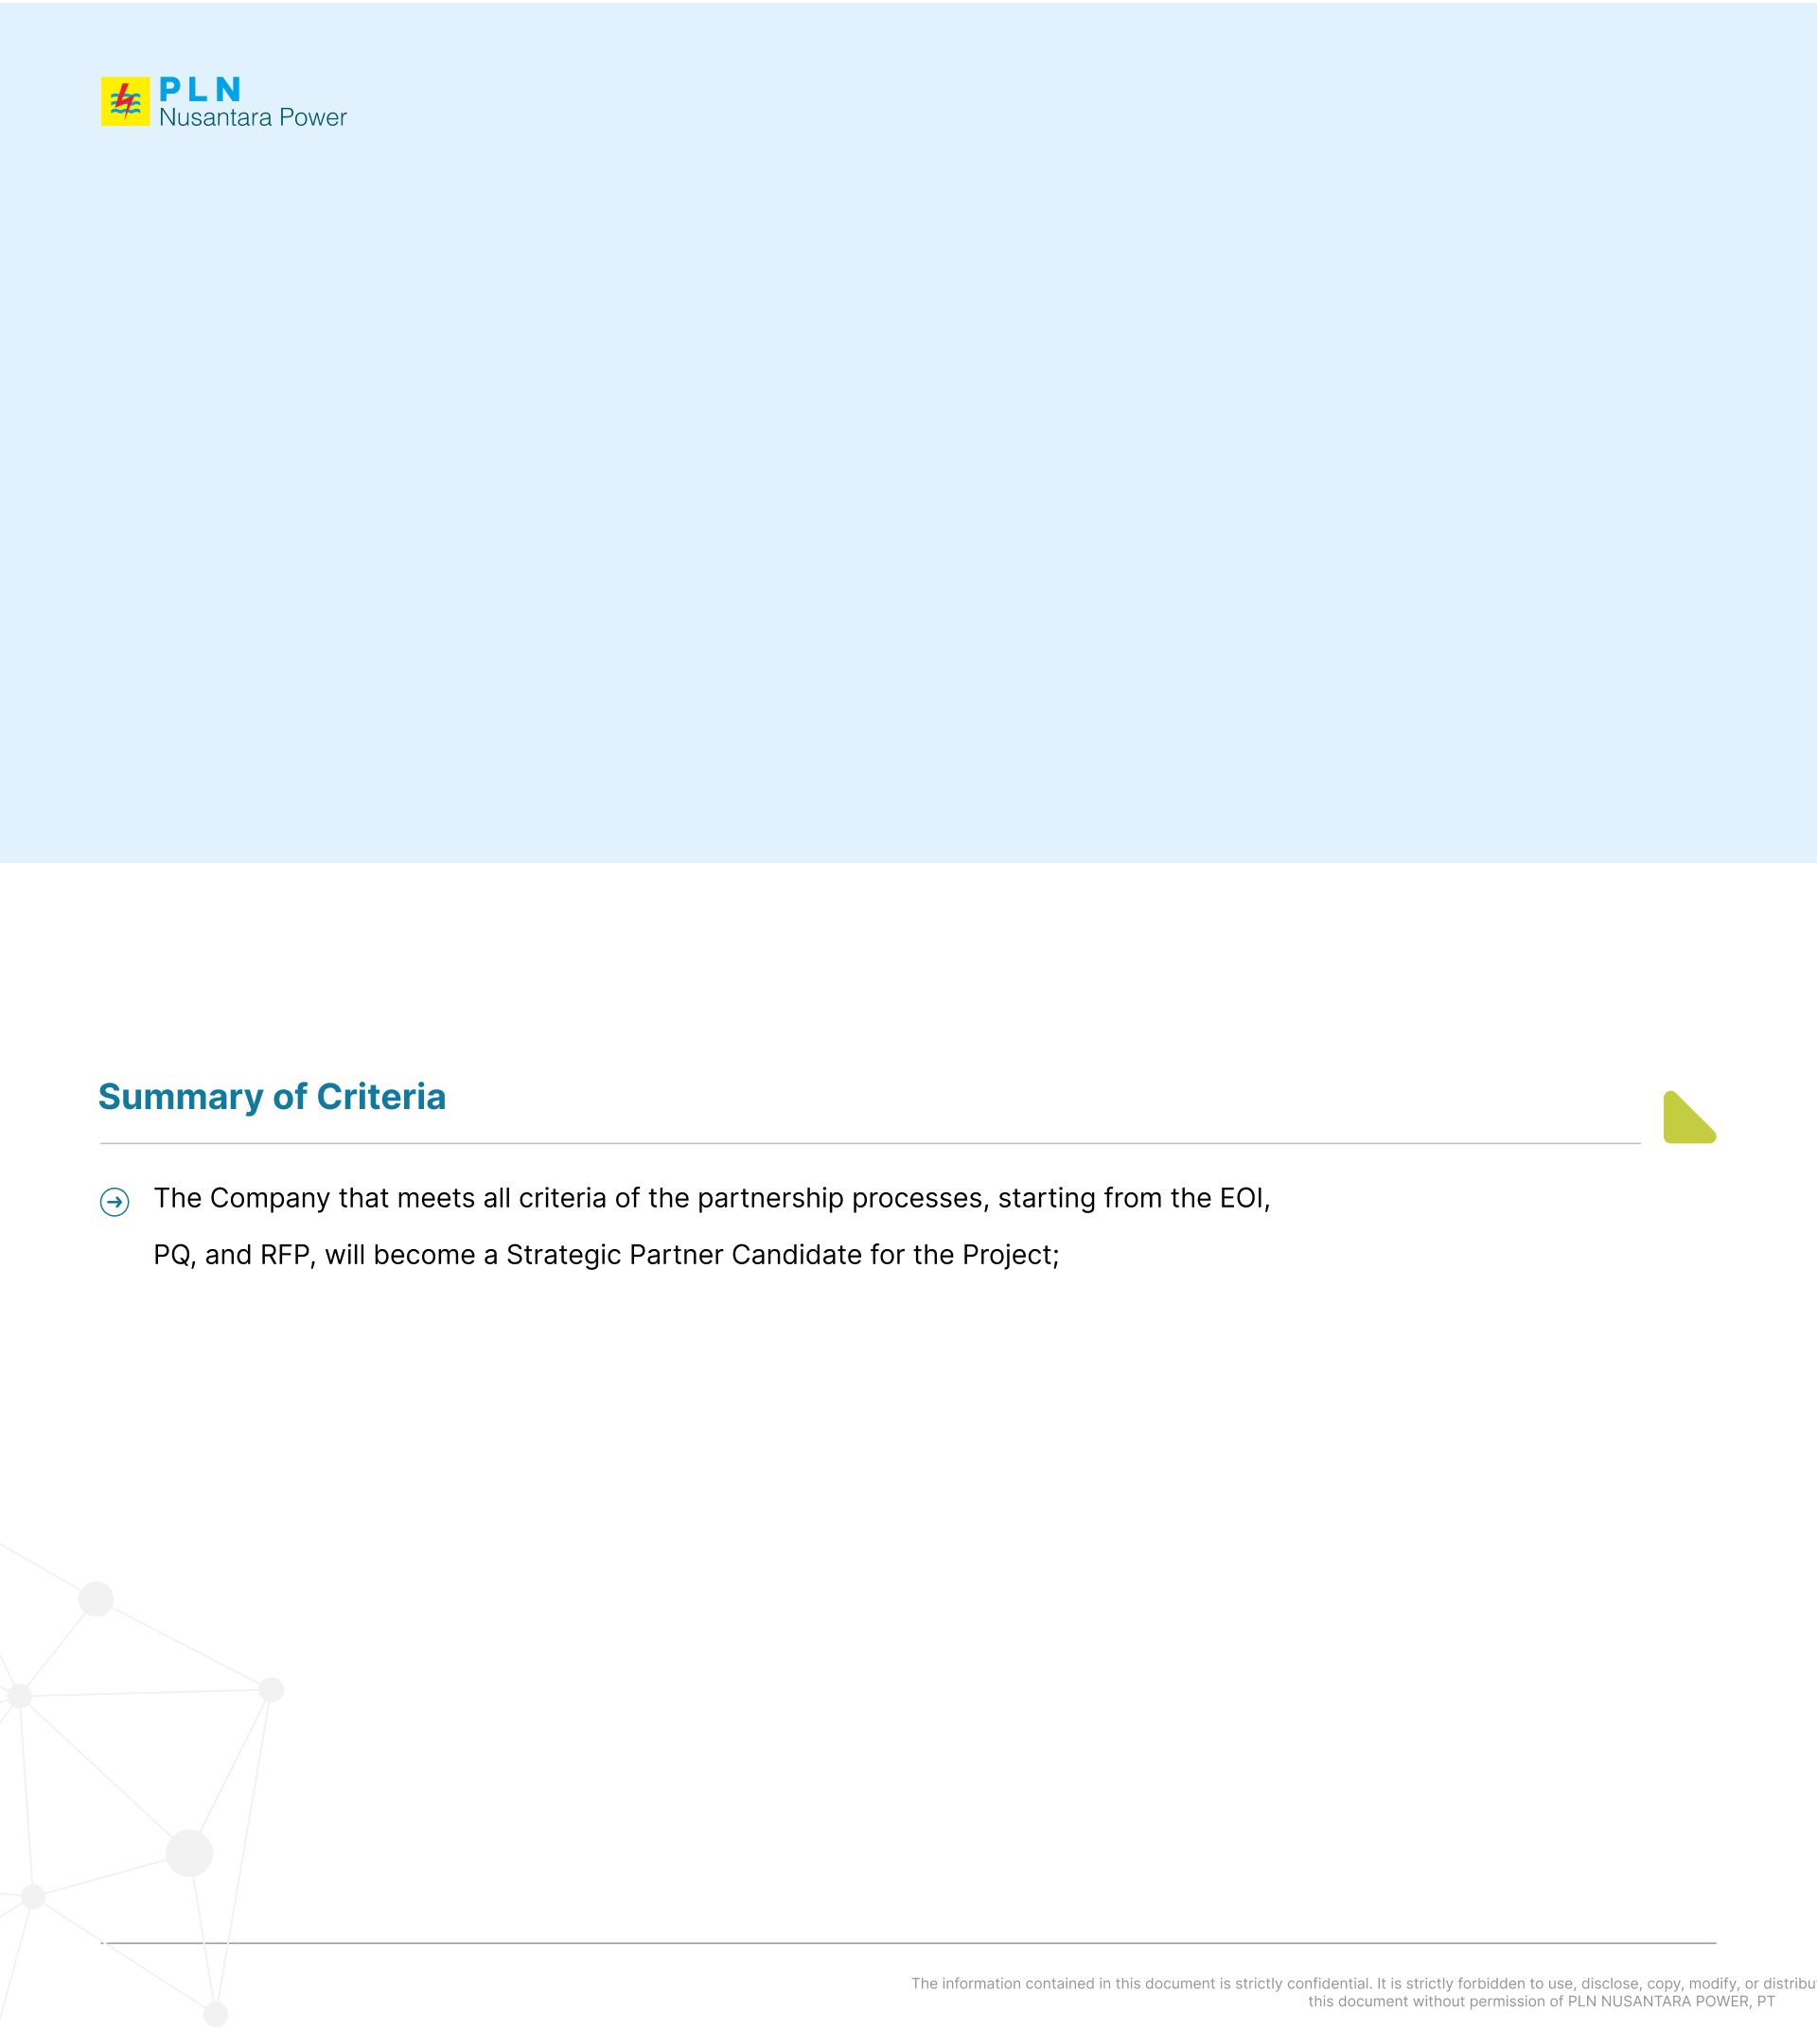 PLN
Nusantara Power
Summary of Criteria
The Company that meets all criteria of the partnership processes, starting from the EOI,
PQ, and RFP, will become a Strategic Partner Candidate for the Project;
The information contained in this document is strictly confidential. It is strictly forbidden to use, disclose, copy, modify, or distribu
this document without permission of PLN NUSANTARA POWER, PT